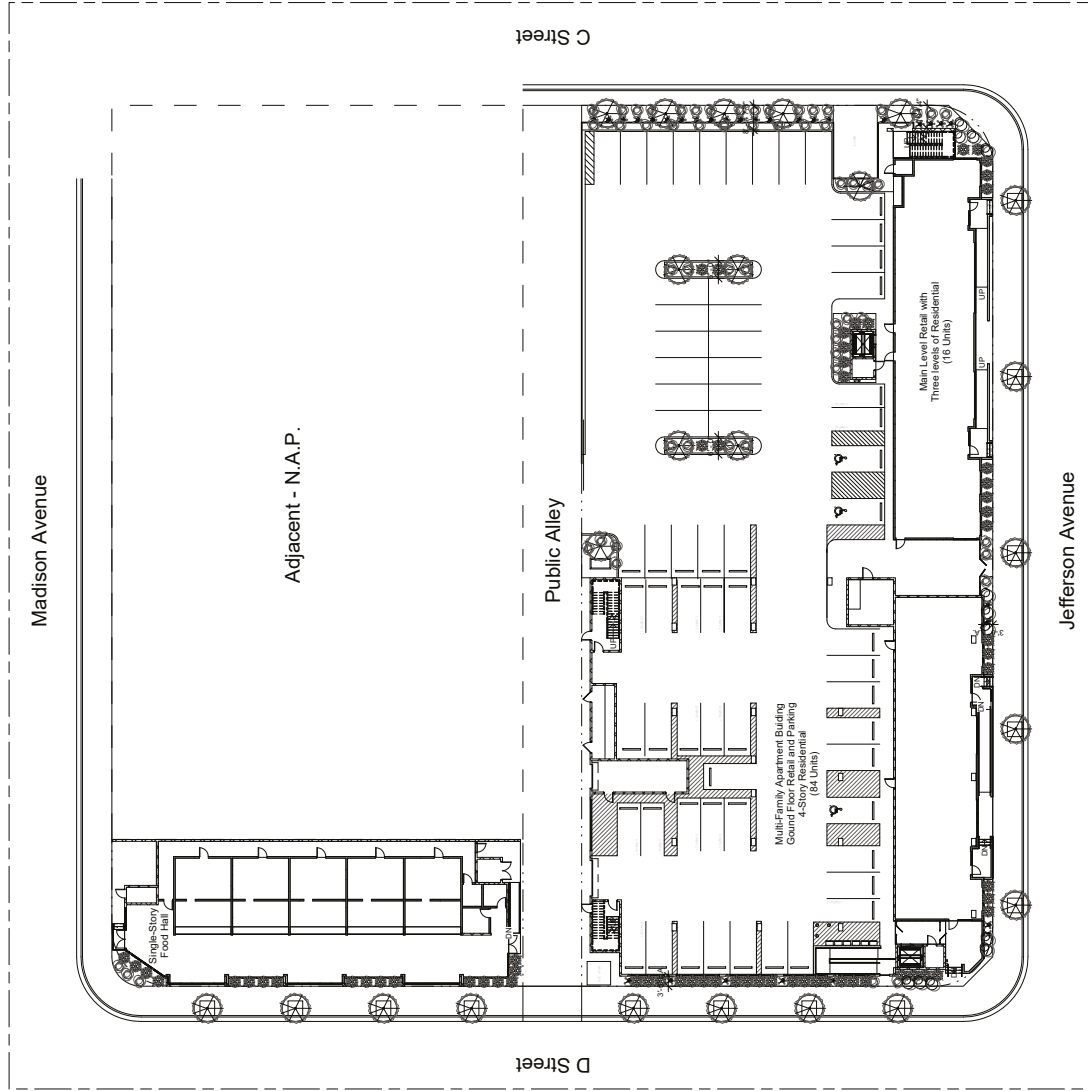 C Street
Madison Avenue
Adjacent - N.A.P.
Public Alley
Jefferson Avenue
Main Level Retail with
Three levels of Residential
(16 Units)
UP
UP
UP
Multi-Family Apartment Buiding
Gound Floor Retail and Parking
4-Story Residential
(84 Units)
DN
DN
DN
Single-Story
Food Hall
DN
D Street